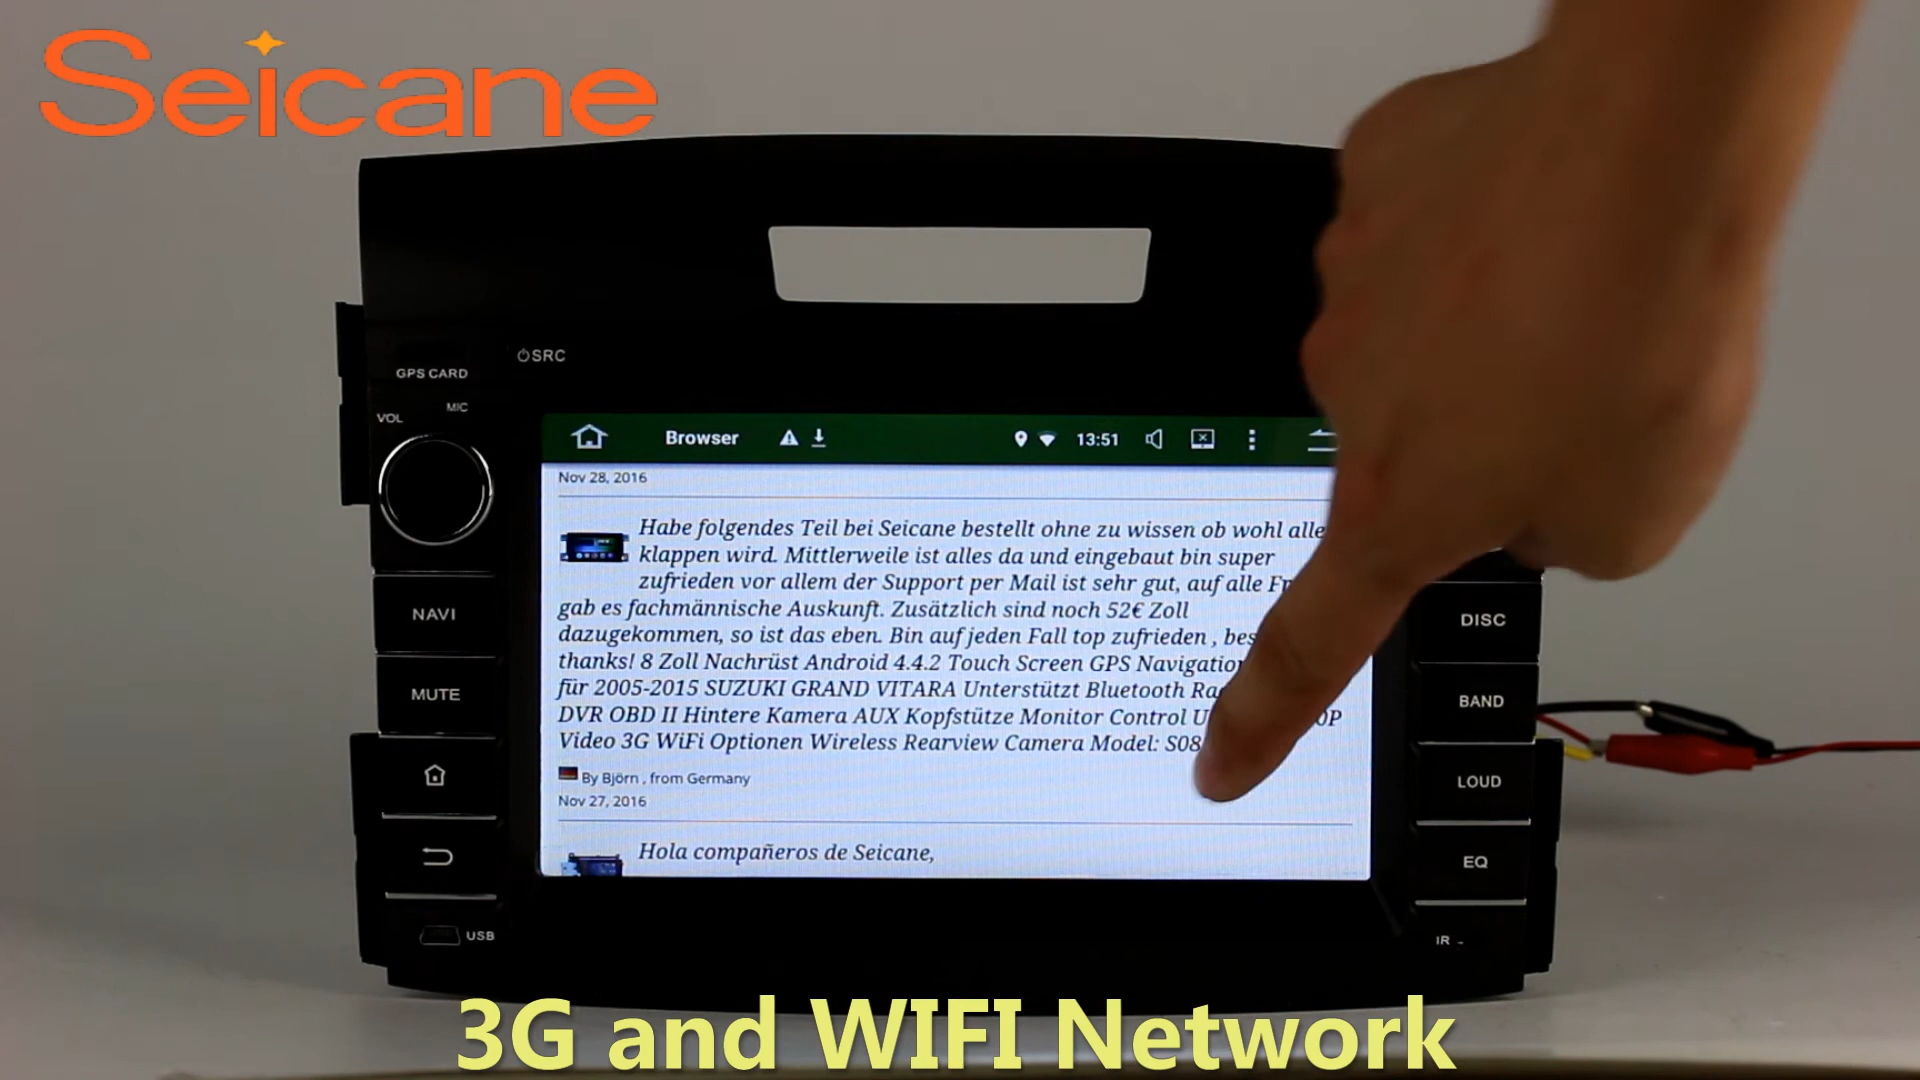 Seicane
SRC
GPS CARD
MIC
VOL
NAVI
MUTE
USB
Browser
13:51
Nov 28, 2016
Habe folgendes Teil bei Seicane bestellt ohne zu wissen ob wohl
klappen wird. Mittlerweile ist alles da und eingebaut bin super
zufrieden vor allem der Support per Mail ist sehr gut, auf alle
gab es fachmännische Auskunft. Zusätzlich sind noch 52€ Zoll
dazugekommen, so ist das eben. Bin auf jeden Fall top zufrieden ,
thanks! 8 Zoll Nachrüst Android 4.4.2 Touch Screen GPS
für 2005-2015 SUZUKI GRAND VITARA Unterstützt Bluetooth
DVR OBD II Hintere Kamera AUX Kopfstütze Monitor Control
Video 3G WiFi Optionen Wireless Rearview Camera Model:
By Björn , from Germany
Nov 27, 2016
Hola compañeros de Seicane,
DISC
BAND
LOUD
EQ
IR
3G and WIFI Network